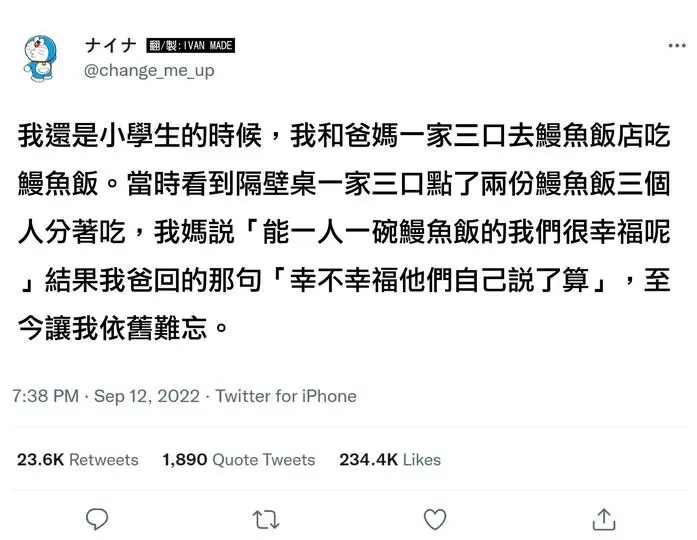 ナイナ 翻/製:IVAN MADE
@change_me_up
我還是小學生的時候，我和爸媽一家三口去鰻魚飯店吃
鰻魚飯。當時看到隔壁桌一家三口點了兩份鰻魚飯三個
人分著吃，我媽説「能一人一碗鰻魚飯的我們很幸福呢
」結果我爸回的那句「幸不幸福他們自己説了算」，至
今讓我依舊難忘。
7:38 PM · Sep 12, 2022 · Twitter for iPhone
23.6K Retweets 1,890 Quote Tweets 234.4K Likes